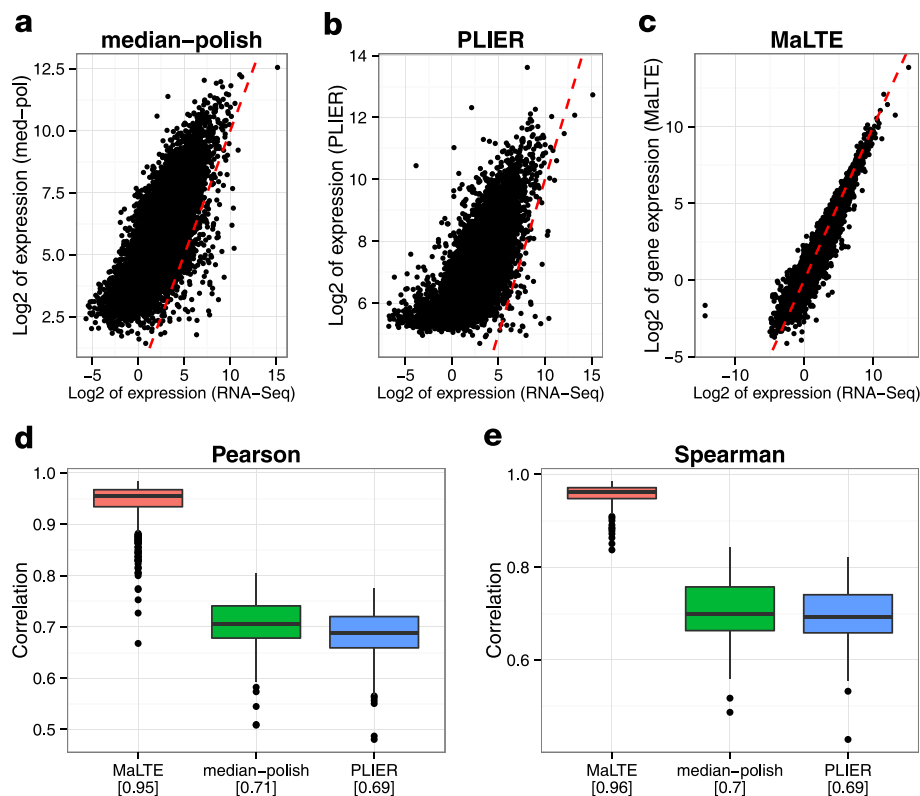 a
median−polish
Log2 of expression (med−pol)
12.5
10.0
7.5
5.0
2.5
−5
0
5
10
15
Log2 of expression (RNA−Seq)
b
PLIER
Log2 of expression (PLIER)
14
12
10
8
6
−5
0
5
10
15
Log2 of expression (RNA−Seq)
c
MaLTE
Log2 of gene expression (MaLTE)
10
5
0
−5
−10
0
10
Log2 of expression (RNA−Seq)
d
Pearson
Correlation
1.0
0.9
0.8
0.7
0.6
0.5
MaLTE
[0.95]
median−polish
[0.71]
PLIER
[0.69]
e
Spearman
Correlation
1.0
0.8
0.6
MaLTE
[0.96]
median−polish
[0.7]
PLIER
[0.69]